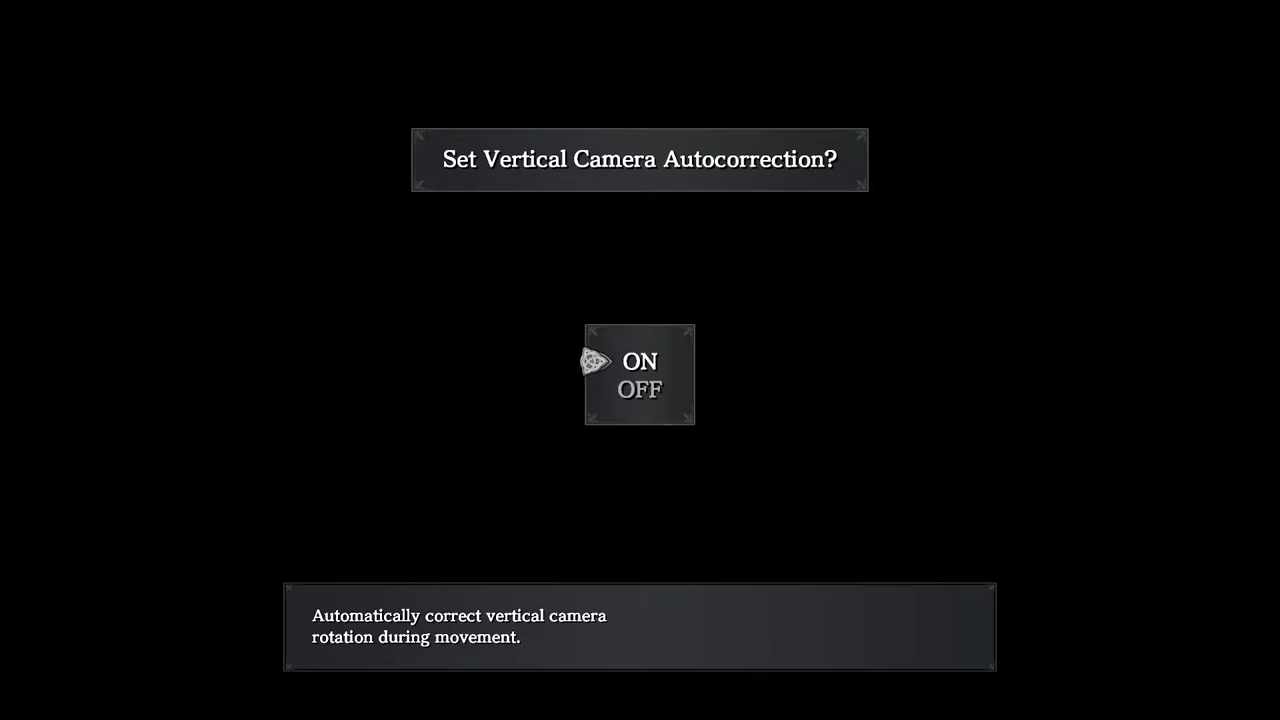 Set Vertical Camera Autocorrection?
ON
OFF
Automatically correct vertical camera
rotation during movement.